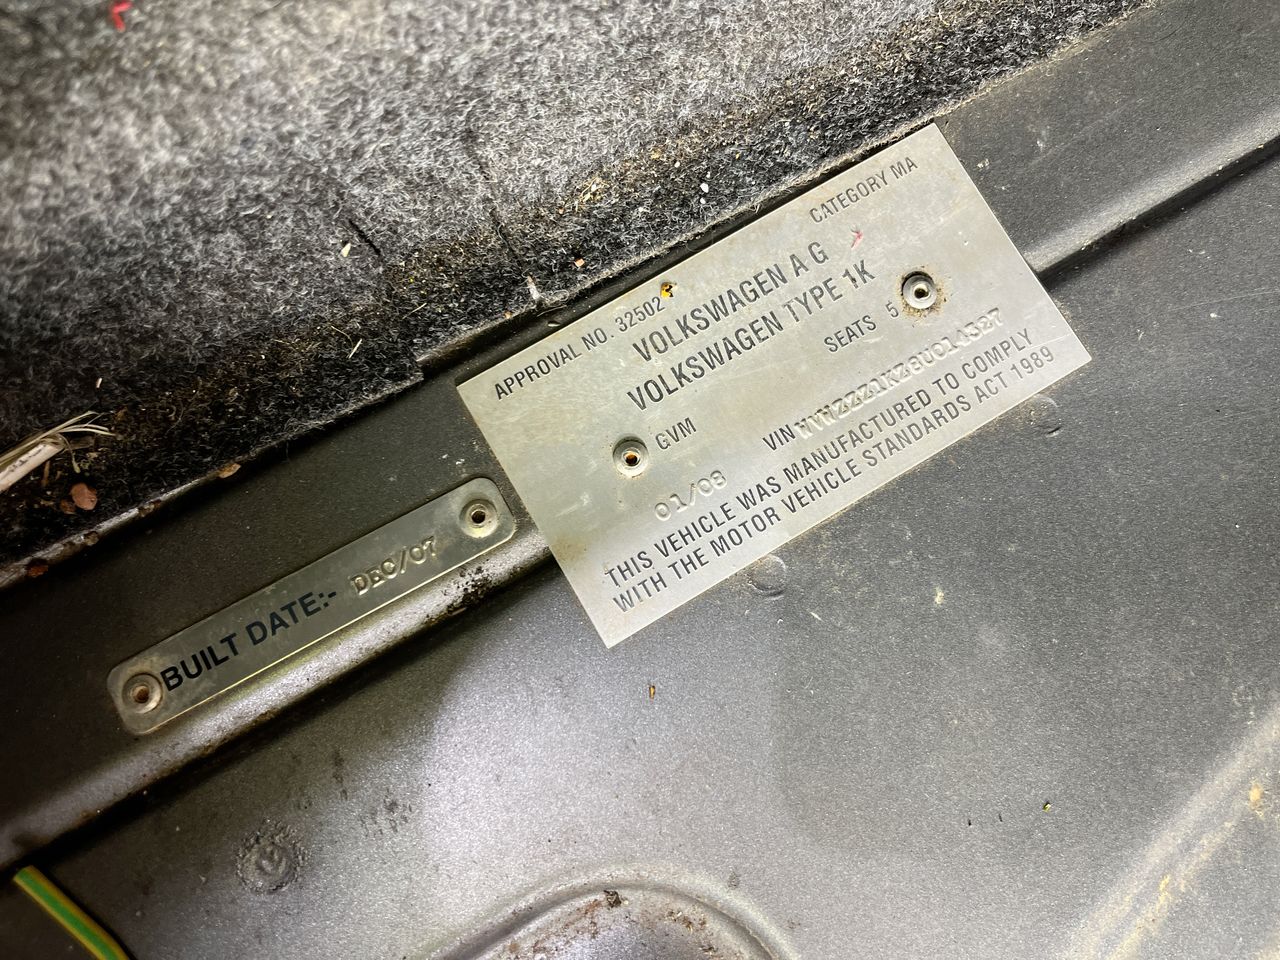 APPROVAL NO. 32502
CATEGORY MA
VOLKSWAGEN A G
VOLKSWAGEN TYPE 1K
SEATS 5
GVM
01/08
VIN WVWZZZ1KZ8U014327
THIS VEHICLE WAS MANUFACTURED TO COMPLY
WITH THE MOTOR VEHICLE STANDARDS ACT 1989
BUILT DATE:- DEC/07